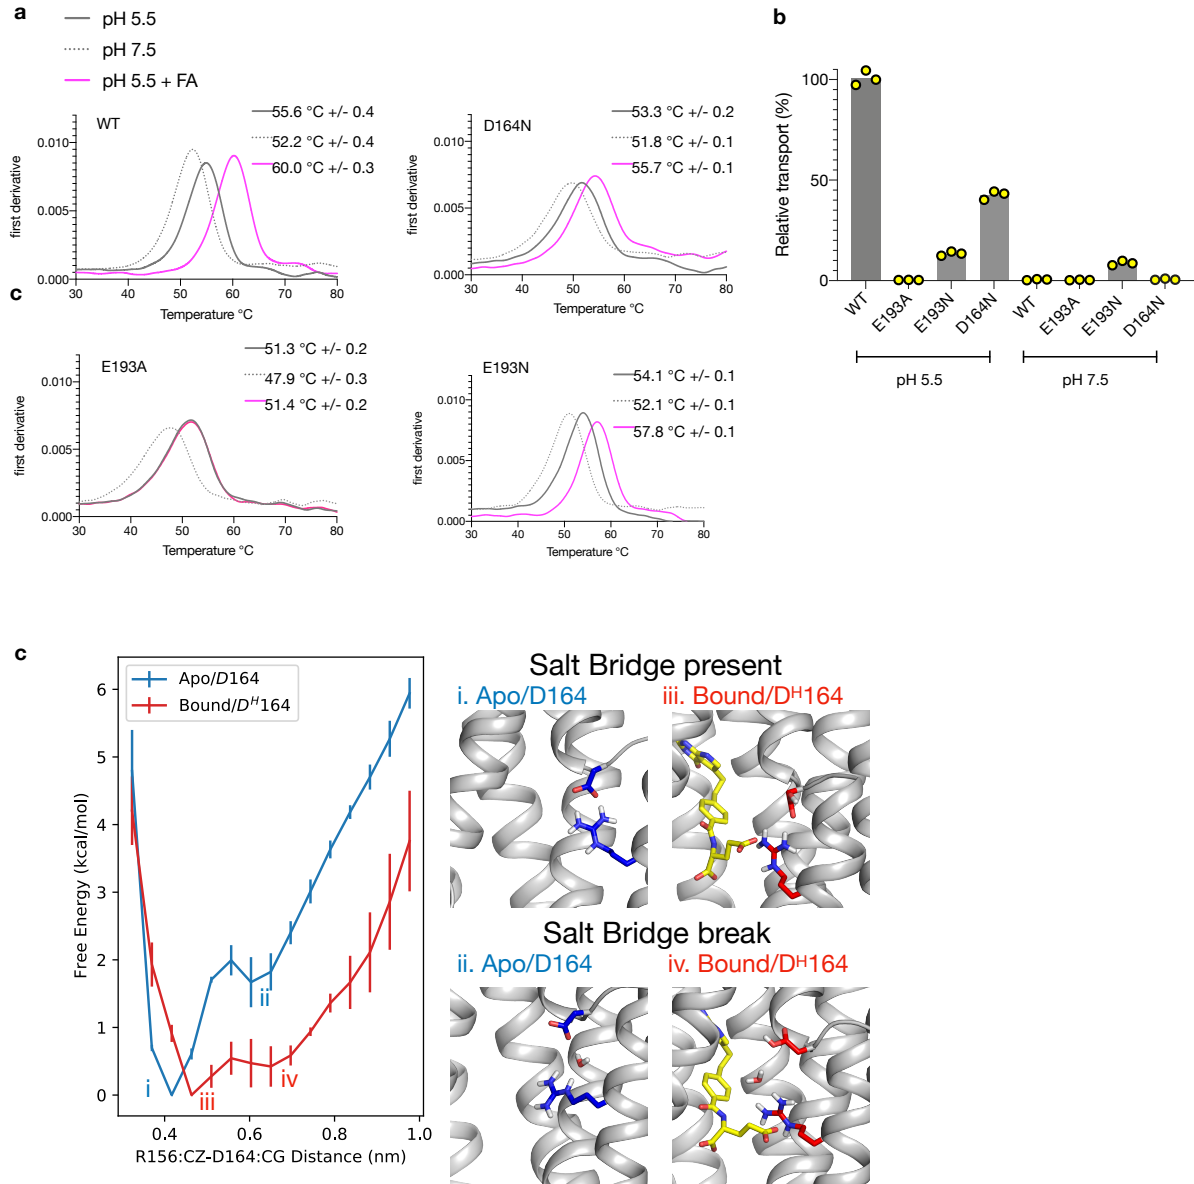 a
pH 5.5
pH 7.5
pH 5.5 + FA
WT
55.6 °C +/- 0.4
52.2 °C +/- 0.4
60.0 °C +/- 0.3
first derivative
0.010
0.005
0.000
30 40 50 60 70 80
Temperature °C
D164N
53.3 °C +/- 0.2
51.8 °C +/- 0.1
55.7 °C +/- 0.1
first derivative
0.010
0.005
0.000
30 40 50 60 70 80
Temperature °C
b
Relative transport (%)
100
50
0
WT E193A E193N D164N WT E193A E193N D164N
pH 5.5 pH 7.5
c
E193A
51.3 °C +/- 0.2
47.9 °C +/- 0.3
51.4 °C +/- 0.2
first derivative
0.010
0.005
0.000
30 40 50 60 70 80
Temperature °C
E193N
54.1 °C +/- 0.1
52.1 °C +/- 0.1
57.8 °C +/- 0.1
first derivative
0.010
0.005
0.000
30 40 50 60 70 80
Temperature °C
c
Apo/D164
Bound/Dᴴ164
Free Energy (kcal/mol)
6
5
4
3
2
1
0
i
ii
iii
iv
0.4 0.6 0.8 1.0
R156:CZ-D164:CG Distance (nm)
Salt Bridge present
i. Apo/D164 iii. Bound/Dᴴ164
Salt Bridge break
ii. Apo/D164 iv. Bound/Dᴴ164